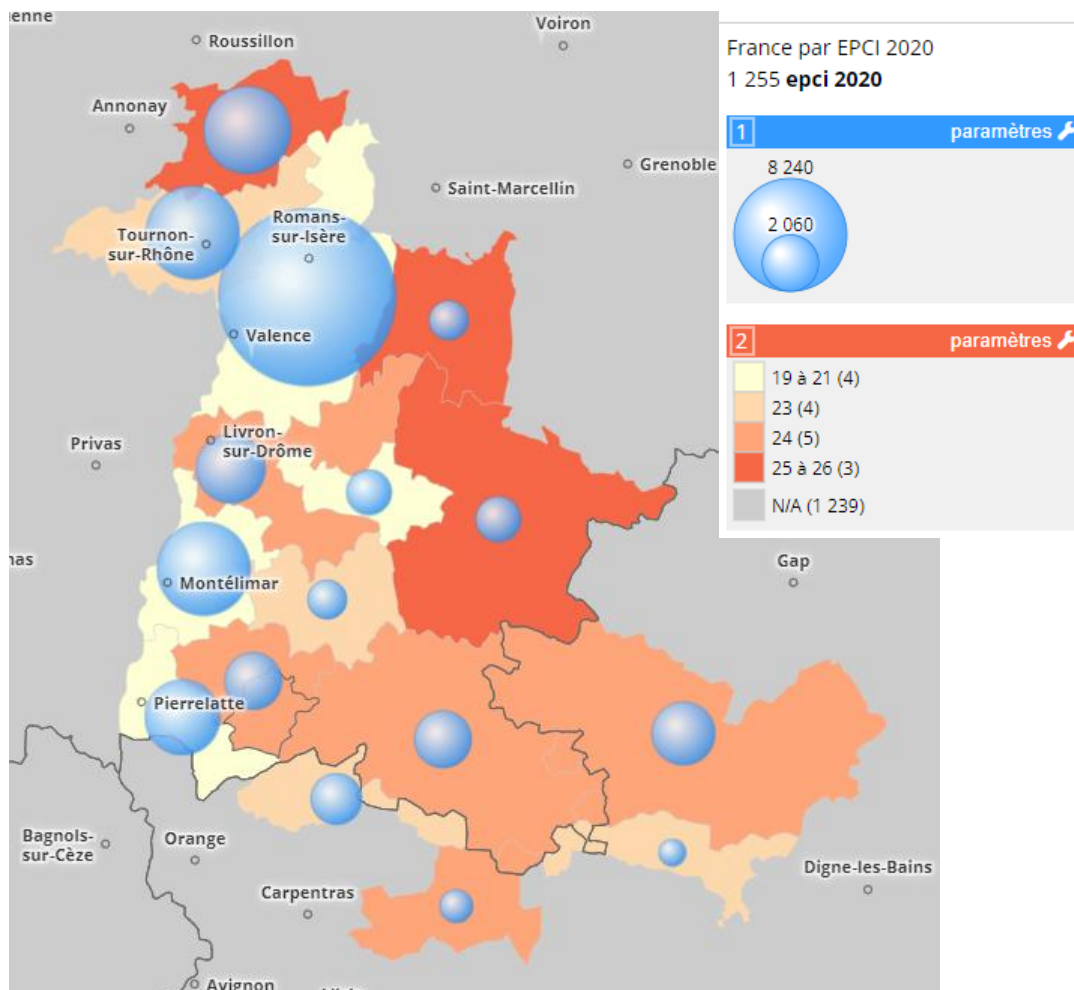 enne
Voiron
Roussillon
Annonay
Grenoble
Saint-Marcellin
Romans-
sur-Isère
Tournon-
sur-Rhône
Valence
Livron-
sur-Drôme
Privas
nas
Montélimar
Gap
Pierrelatte
Bagnols-
sur-Cèze
Orange
Digne-les-Bains
Carpentras
Avignon
France par EPCI 2020
1 255 epci 2020
1 paramètres
8 240
2 060
2 paramètres
19 à 21 (4)
23 (4)
24 (5)
25 à 26 (3)
N/A (1 239)